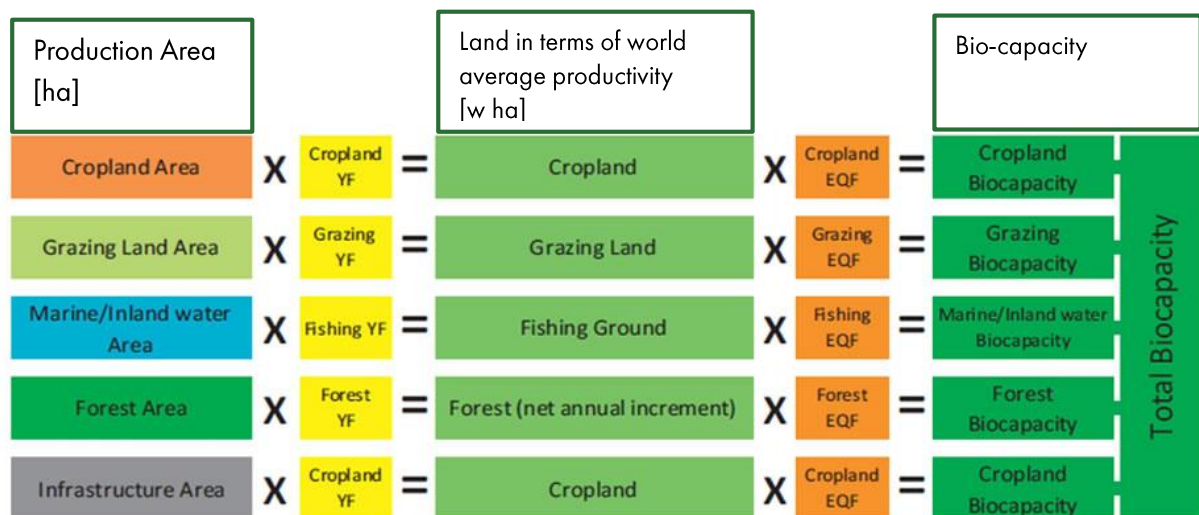 Production Area
[ha]
Land in terms of world
average productivity
[w ha]
Bio-capacity
Cropland Area
X
Cropland
YF
=
Cropland
X
Cropland
EQF
=
Cropland
Biocapacity
Grazing Land Area
X
Grazing
YF
=
Grazing Land
X
Grazing
EQF
=
Grazing
Biocapacity
Marine/Inland water
Area
X
Fishing YF
=
Fishing Ground
X
Fishing
EQF
=
Marine/Inland water
Biocapacity
Forest Area
X
Forest
YF
=
Forest (net annual increment)
X
Forest
EQF
=
Forest
Biocapacity
Infrastructure Area
X
Cropland
YF
=
Cropland
X
Cropland
EQF
=
Cropland
Biocapacity
Total Biocapacity